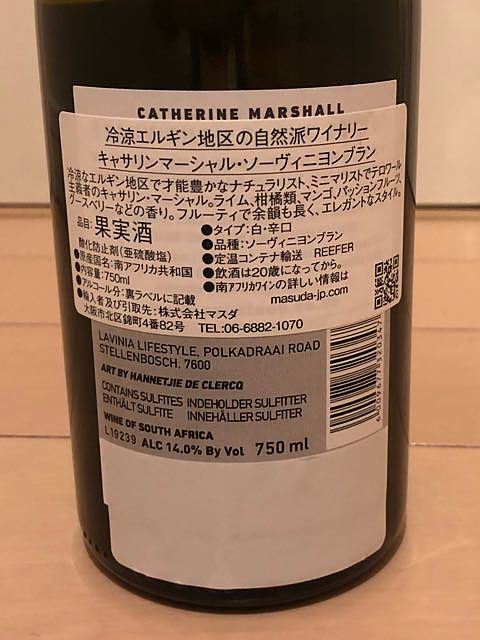 CATHERINE MARSHALL
冷涼エルギン地区の自然派ワイナリー
キャサリンマーシャル・ソーヴィニヨンブラン
冷涼なエルギン地区で才能豊かなナチュラリスト、ミニマリストでテロワール
主義者のキャサリン・マーシャル。ライム、柑橘類、マンゴ、パッションフルーツ、
グースベリーなどの香り。フルーティで余韻も長く、エレガントなスタイル。
品目:果実酒
酸化防止剤(亜硫酸塩)
●原産国名:南アフリカ共和国
●内容量:750ml
●アルコール分:裏ラベルに記載
●輸入者及び引取先:株式会社マスダ
大阪市北区錦町4番82号 TEL:06-6882-1070
●タイプ:白・辛口
●品種:ソーヴィニヨンブラン
●定温コンテナ輸送 REEFER
●飲酒は20歳になってから。
●南アフリカワインの詳しい情報は
masuda-jp.com
LAVINIA LIFESTYLE, POLKADRAAI ROAD
STELLENBOSCH, 7600
ART BY HANNETJIE DE CLERCQ
CONTAINS SULFITES INDEHOLDER SULFITTER
ENTHÄLT SULFITE INNEHÅLLER SULFITER
WINE OF SOUTH AFRICA
L19239 ALC 14.0% By Vol 750 ml